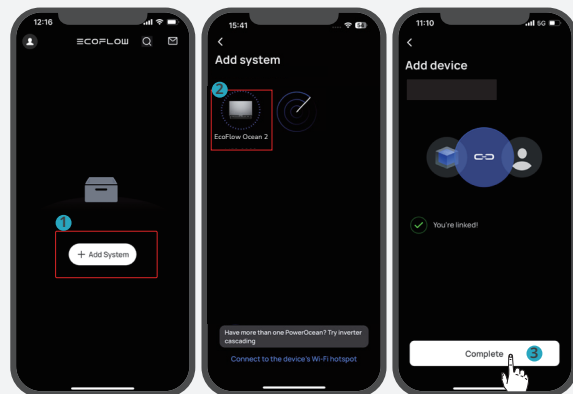 12:16
ECOFLOW
1
+ Add System
15:41
Add system
2
EcoFlow Ocean 2
Have more than one PowerOcean? Try inverter
cascading
Connect to the device's Wi-Fi hotspot
11:10
5G
Add device
You're linked!
Complete
3